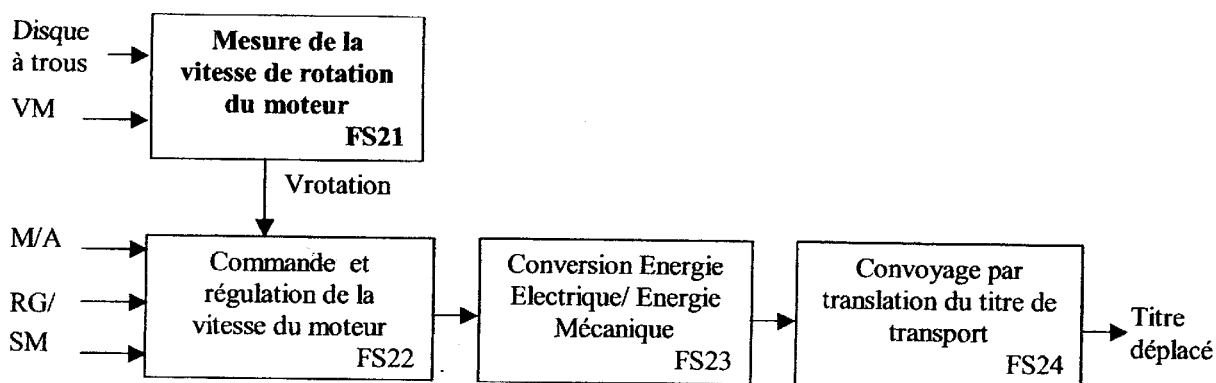 Disque
à trous
VM
Mesure de la
vitesse de rotation
du moteur
FS21
Vrotation
M/A
RG/
SM
Commande et
régulation de la
vitesse du moteur
FS22
Conversion Energie
Electrique/ Energie
Mécanique
FS23
Convoyage par
translation du titre de
transport
FS24
Titre
déplacé